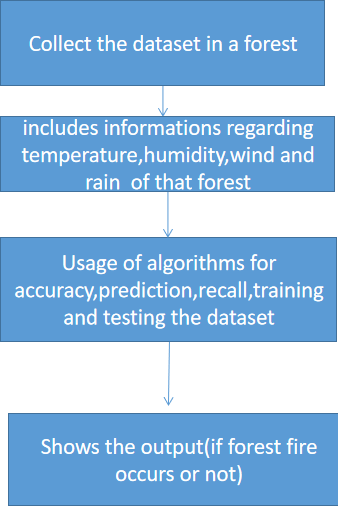 Collect the dataset in a forest
includes informations regarding
temperature,humidity,wind and
rain of that forest
Usage of algorithms for
accuracy,prediction,recall,training
and testing the dataset
Shows the output(if forest fire
occurs or not)